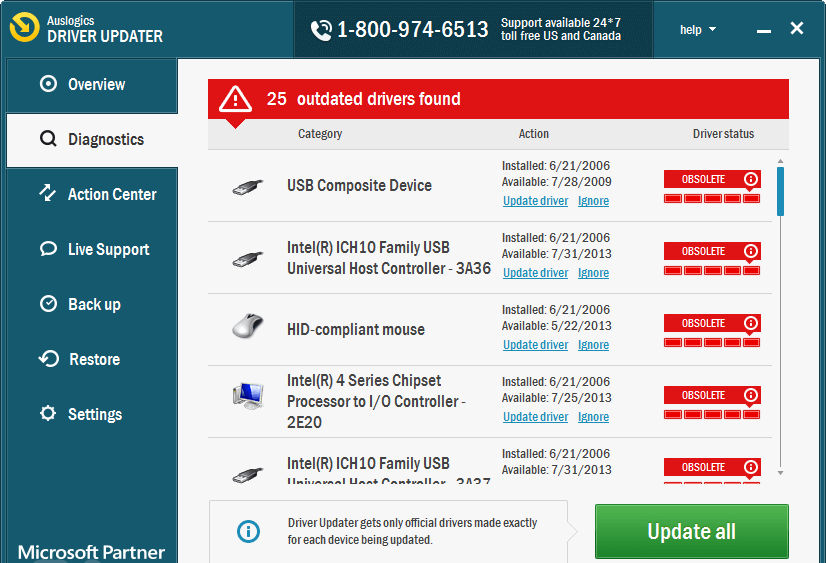 Auslogics
DRIVER UPDATER
1-800-974-6513
Support available 24*7
toll free US and Canada
help
Overview
Diagnostics
Action Center
Live Support
Back up
Restore
Settings
Microsoft Partner
25 outdated drivers found
Category Action Driver status
USB Composite Device
Installed: 6/21/2006
Available: 7/28/2009
Update driver Ignore
OBSOLETE
Intel(R) ICH10 Family USB
Universal Host Controller - 3A36
Installed: 6/21/2006
Available: 7/31/2013
Update driver Ignore
OBSOLETE
HID-compliant mouse
Installed: 6/21/2006
Available: 5/22/2013
Update driver Ignore
OBSOLETE
Intel(R) 4 Series Chipset
Processor to I/O Controller -
2E20
Installed: 6/21/2006
Available: 7/25/2013
Update driver Ignore
OBSOLETE
Intel(R) ICH10 Family USB
Universal Host Controller - 3A37
Installed: 6/21/2006
Available: 7/31/2013
OBSOLETE
Driver Updater gets only official drivers made exactly
for each device being updated.
Update all